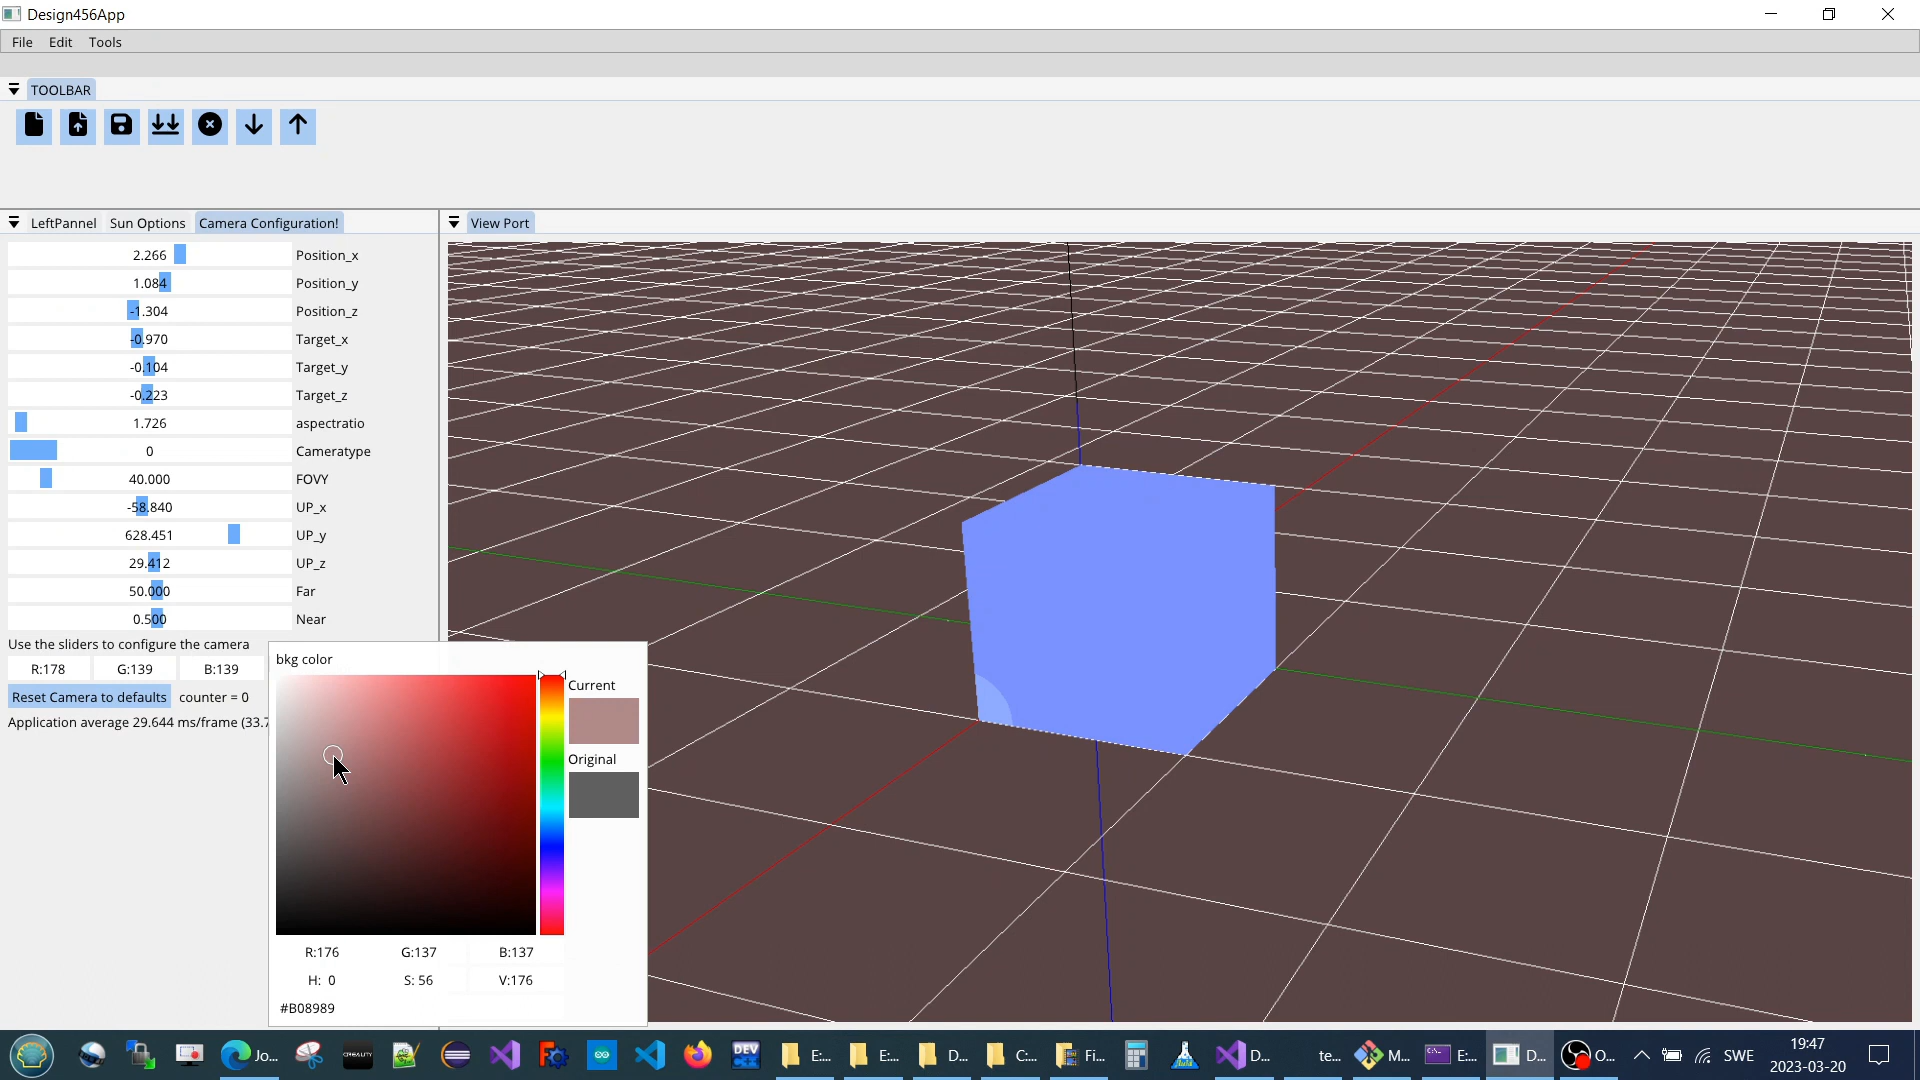 Design456App
File Edit Tools
TOOLBAR
LeftPannel Sun Options Camera Configuration!
View Port
2.266 Position_x
1.084 Position_y
-1.304 Position_z
-0.970 Target_x
-0.104 Target_y
-0.223 Target_z
1.726 aspectratio
0 Cameratype
40.000 FOVY
-58.840 UP_x
628.451 UP_y
29.412 UP_z
50.000 Far
0.500 Near
Use the sliders to configure the camera
R:178 G:139 B:139
Reset Camera to defaults counter = 0
Application average 29.644 ms/frame (33.7
bkg color
Current
Original
R:176 G:137 B:137
H: 0 S: 56 V:176
#B08989
Jo... CREALITY DEV C++ E:... E:... D... C:... Fi... D... te... M... E:... D... O... SWE
19:47
2023-03-20